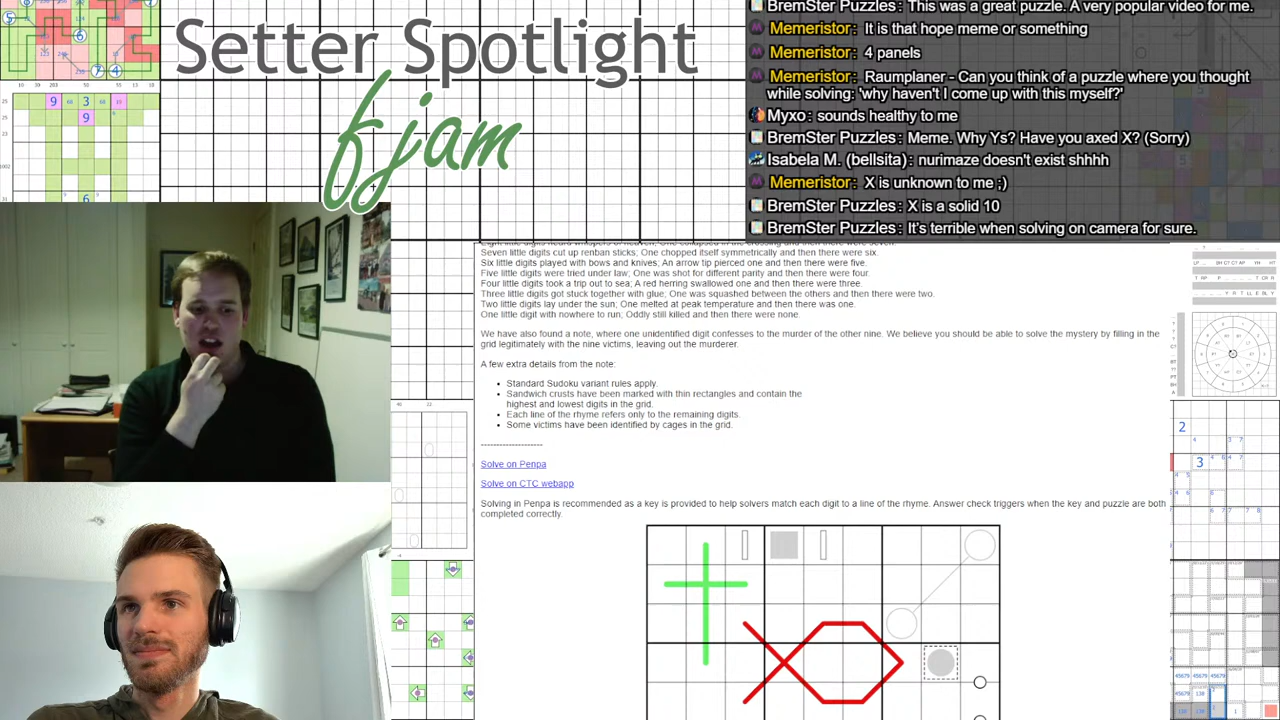 Setter Spotlight
fjam
BremSter Puzzles: This was a great puzzle. A very popular video for me.
Memeristor: It is that hope meme or something
Memeristor: 4 panels
Memeristor: Raumplaner - Can you think of a puzzle where you thought
while solving: 'why haven't I come up with this myself?'
Myxo: sounds healthy to me
BremSter Puzzles: Meme. Why Ys? Have you axed X? (Sorry)
Isabela M. (bellsita): nurimaze doesn't exist shhhh
Memeristor: X is unknown to me ;)
BremSter Puzzles: X is a solid 10
BremSter Puzzles: It's terrible when solving on camera for sure.
Eight little digits heard whispers of heaven; One collapsed in the crossing and then there were seven.
Seven little digits cut up renban sticks; One chopped itself symmetrically and then there were six.
Six little digits played with bows and knives; An arrow tip pierced one and then there were five.
Five little digits were tried under law; One was shot for different parity and then there were four.
Four little digits took a trip out to sea; A red herring swallowed one and then there were three.
Three little digits got stuck together with glue; One was squashed between the others and then there were two.
Two little digits lay under the sun; One melted at peak temperature and then there was one.
One little digit with nowhere to run; Oddly still killed and then there were none.
We have also found a note, where one unidentified digit confesses to the murder of the other nine. We believe you should be able to solve the mystery by filling in the
grid legitimately with the nine victims, leaving out the murderer.
A few extra details from the note:
• Standard Sudoku variant rules apply.
• Sandwich crusts have been marked with thin rectangles and contain the
highest and lowest digits in the grid.
• Each line of the rhyme refers only to the remaining digits.
• Some victims have been identified by cages in the grid.
--------------------
Solve on Penpa
Solve on CTC webapp
Solving in Penpa is recommended as a key is provided to help solvers match each digit to a line of the rhyme. Answer check triggers when the key and puzzle are both
completed correctly.